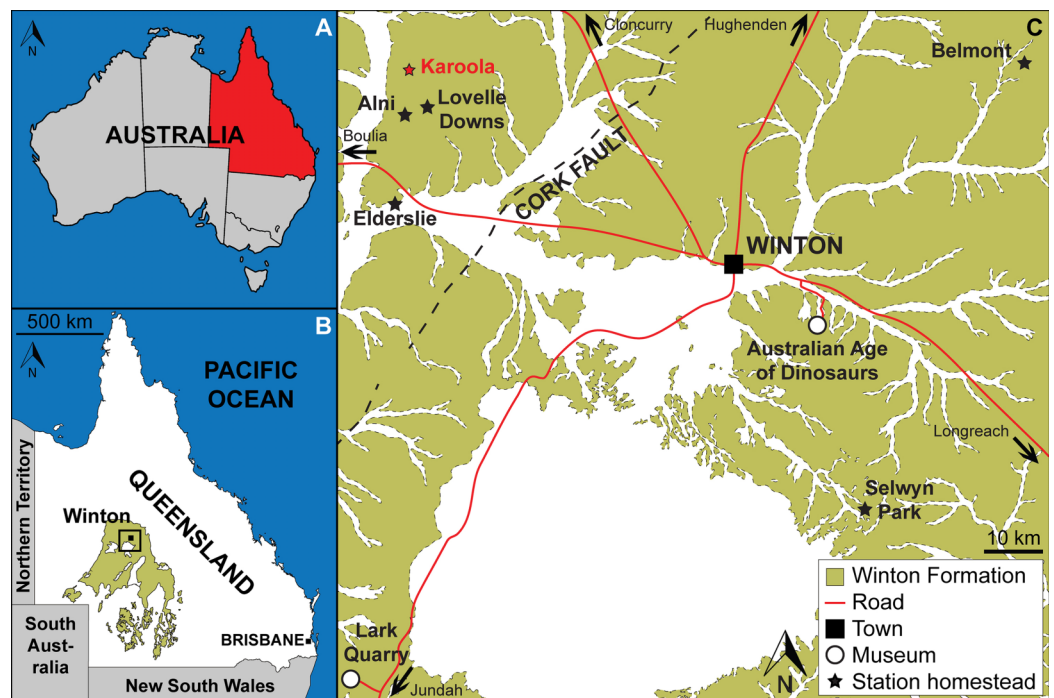 A
N
AUSTRALIA
B
500 km
N
PACIFIC
OCEAN
Northern Territory
QUEENSLAND
Winton
South
Aust-
ralia
BRISBANE
New South Wales
C
Cloncurry
Hughenden
Belmont
Karoola
Alni
Lovelle
Downs
Boulia
CORK FAULT
Elderslie
WINTON
Australian Age
of Dinosaurs
Longreach
Selwyn
Park
10 km
Lark
Quarry
Jundah
N
Winton Formation
Road
Town
Museum
Station homestead